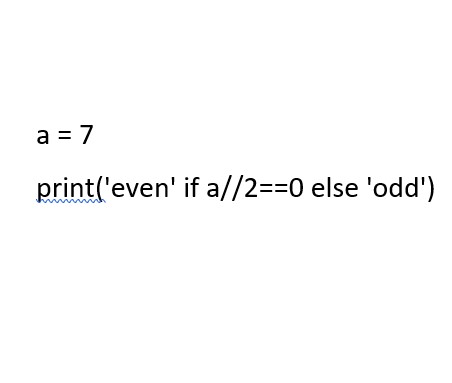 a = 7
print('even' if a//2==0 else 'odd')